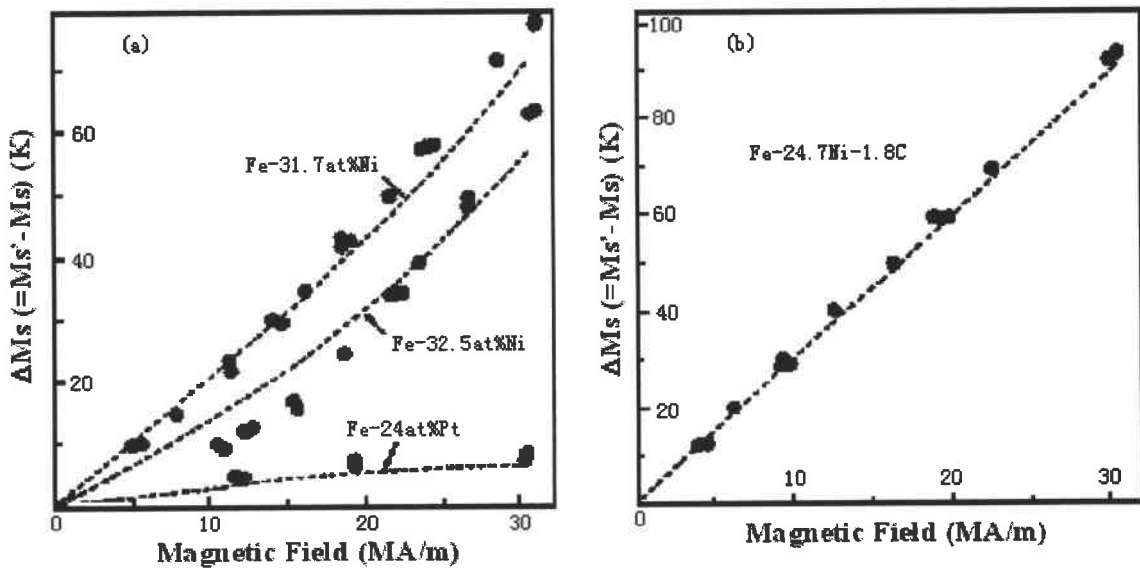 (a)
60
40
20
0
10
20
30
ΔMs (=Ms'-Ms) (K)
Magnetic Field (MA/m)
Fe-31.7at%Ni
Fe-32.5at%Ni
Fe-24at%Pt
(b)
100
80
60
40
20
0
10
20
30
ΔMs (=Ms'-Ms) (K)
Magnetic Field (MA/m)
Fe-24.7Ni-1.8C